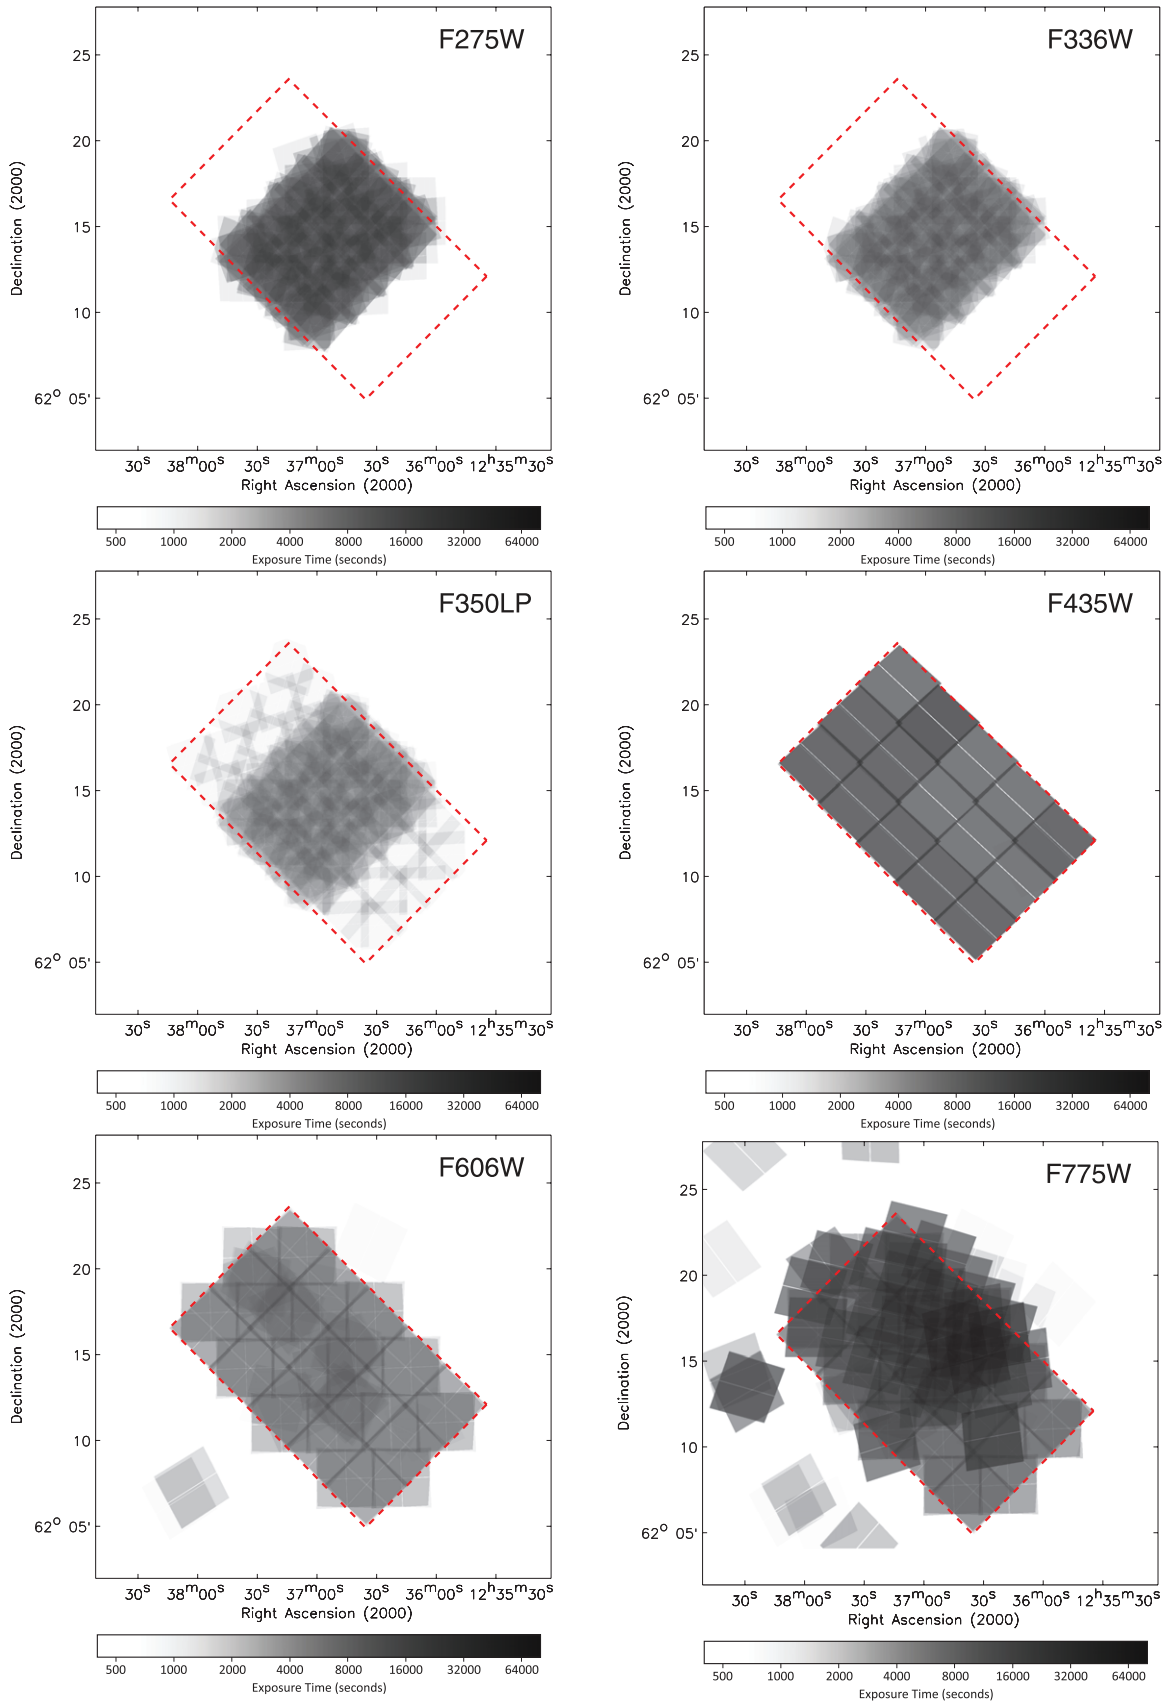 F275W
25
20
15
10
62° 05'
Declination (2000)
30s 38m00s 30s 37m00s 30s 36m00s 12h35m30s
Right Ascension (2000)
500 1000 2000 4000 8000 16000 32000 64000
Exposure Time (seconds)
F336W
25
20
15
10
62° 05'
Declination (2000)
30s 38m00s 30s 37m00s 30s 36m00s 12h35m30s
Right Ascension (2000)
500 1000 2000 4000 8000 16000 32000 64000
Exposure Time (seconds)
F350LP
25
20
15
10
62° 05'
Declination (2000)
30s 38m00s 30s 37m00s 30s 36m00s 12h35m30s
Right Ascension (2000)
500 1000 2000 4000 8000 16000 32000 64000
Exposure Time (seconds)
F435W
25
20
15
10
62° 05'
Declination (2000)
30s 38m00s 30s 37m00s 30s 36m00s 12h35m30s
Right Ascension (2000)
500 1000 2000 4000 8000 16000 32000 64000
Exposure Time (seconds)
F606W
25
20
15
10
62° 05'
Declination (2000)
30s 38m00s 30s 37m00s 30s 36m00s 12h35m30s
Right Ascension (2000)
500 1000 2000 4000 8000 16000 32000 64000
Exposure Time (seconds)
F775W
25
20
15
10
62° 05'
Declination (2000)
30s 38m00s 30s 37m00s 30s 36m00s 12h35m30s
Right Ascension (2000)
500 1000 2000 4000 8000 16000 32000 64000
Exposure Time (seconds)